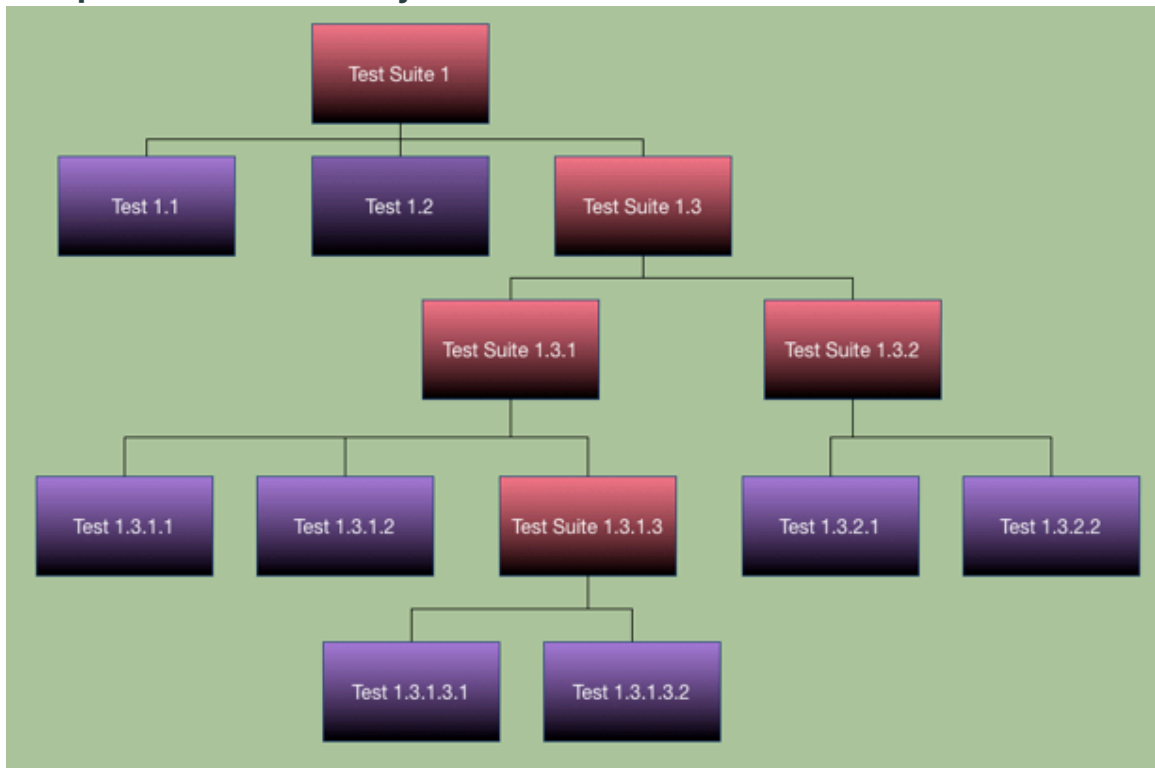 Test Suite 1
Test 1.1
Test 1.2
Test Suite 1.3
Test Suite 1.3.1
Test Suite 1.3.2
Test 1.3.1.1
Test 1.3.1.2
Test Suite 1.3.1.3
Test 1.3.2.1
Test 1.3.2.2
Test 1.3.1.3.1
Test 1.3.1.3.2